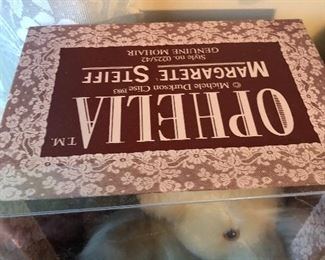 OPHELIA T.M.
© Michele Durkson Clise 1983
MARGARETE STEIFF
Style no. 0225/42
GENUINE MOHAIR